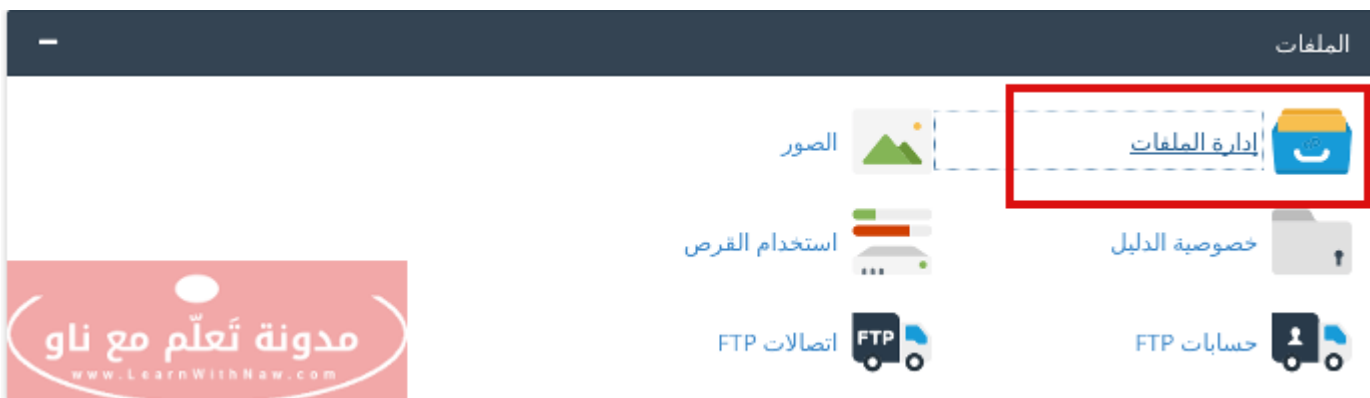 الملفات
إدارة الملفات
الصور
خصوصية الدليل
استخدام القرص
حسابات FTP
FTP
اتصالات FTP
مدونة تَعلّم مع ناو
www.LearnWithNaw.com